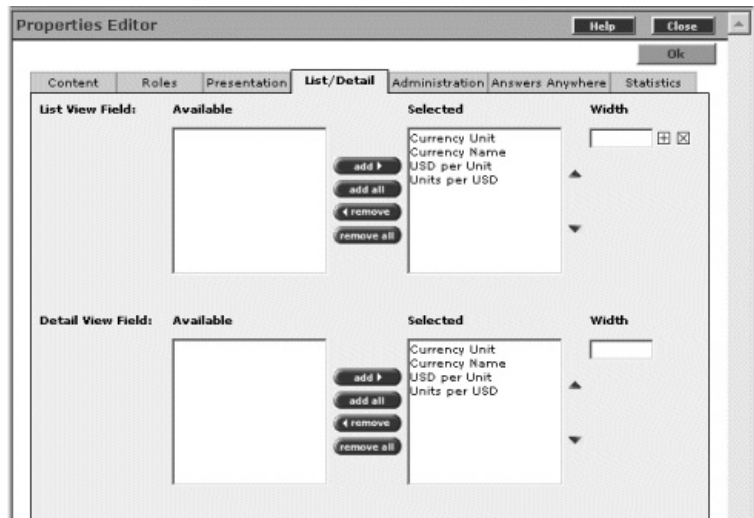 Properties Editor Help Close
Ok
Content Roles Presentation List/Detail Administration Answers Anywhere Statistics
List View Field: Available Selected Width
Currency Unit
Currency Name
USD per Unit
Units per USD
add
add all
remove
remove all
Detail View Field: Available Selected Width
Currency Unit
Currency Name
USD per Unit
Units per USD
add
add all
remove
remove all